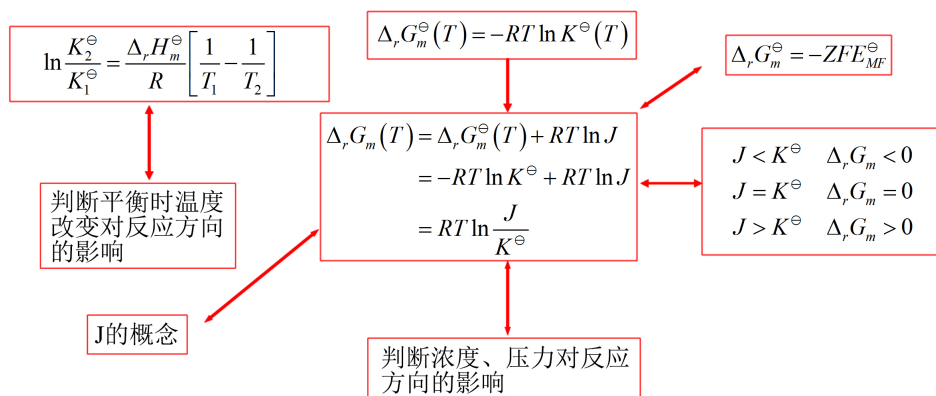 ln K₂^⊖/K₁^⊖ = Δ_rH_m^⊖/R [1/T₁ − 1/T₂]
Δ_rG_m^⊖(T) = −RT ln K^⊖(T)
Δ_rG_m^⊖ = −ZFE_MF^⊖
Δ_rG_m(T) = Δ_rG_m^⊖(T) + RT ln J
= −RT ln K^⊖ + RT ln J
= RT ln J/K^⊖
J < K^⊖ Δ_rG_m < 0
J = K^⊖ Δ_rG_m = 0
J > K^⊖ Δ_rG_m > 0
判断平衡时温度
改变对反应方向
的影响
J的概念
判断浓度、压力对反应
方向的影响